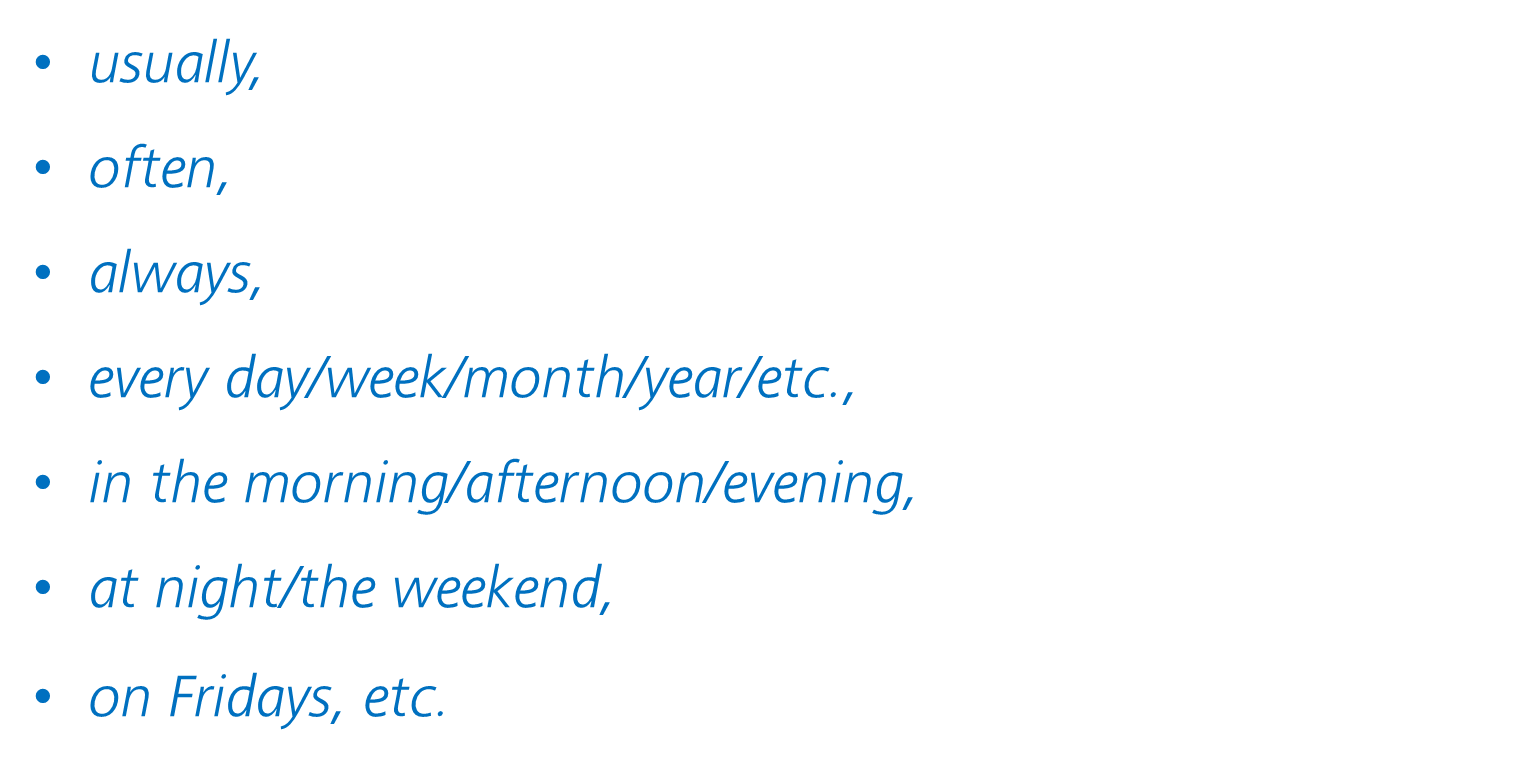 • usually,
• often,
• always,
• every day/week/month/year/etc.,
• in the morning/afternoon/evening,
• at night/the weekend,
• on Fridays, etc.